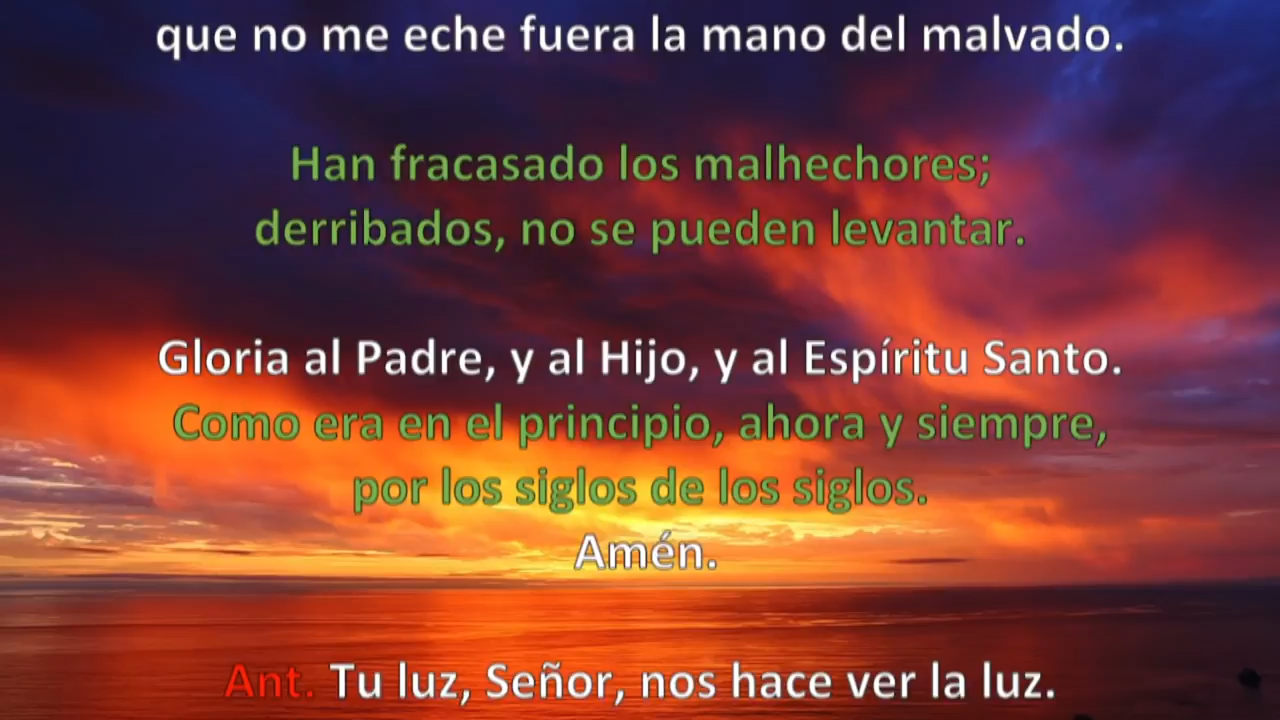 que no me eche fuera la mano del malvado.
Han fracasado los malhechores;
derribados, no se pueden levantar.
Gloria al Padre, y al Hijo, y al Espíritu Santo.
Como era en el principio, ahora y siempre,
por los siglos de los siglos.
Amén.
Ant. Tu luz, Señor, nos hace ver la luz.